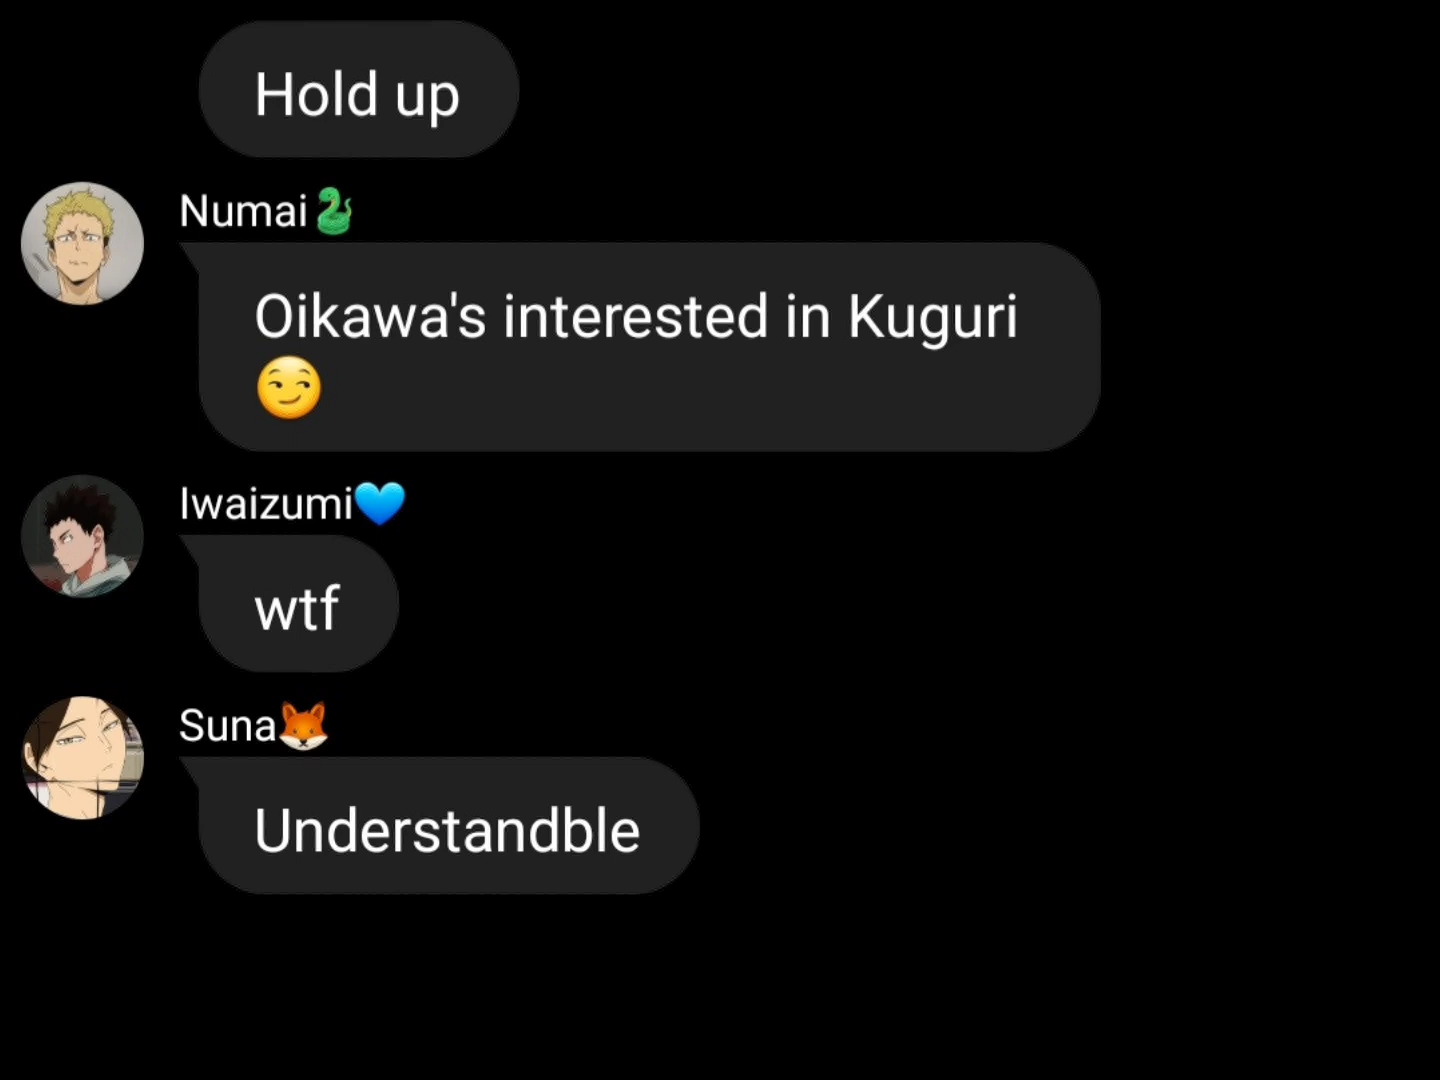 Hold up
Numai🐍
Oikawa's interested in Kuguri
😏
Iwaizumi💙
wtf
Suna🦊
Understandble